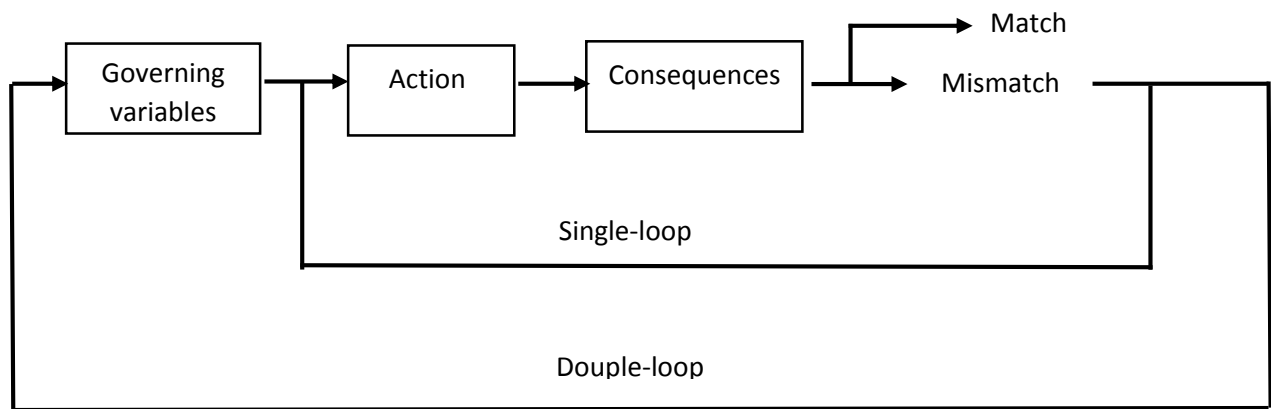 Match
Governing
variables
Action
Consequences
Mismatch
Single-loop
Douple-loop